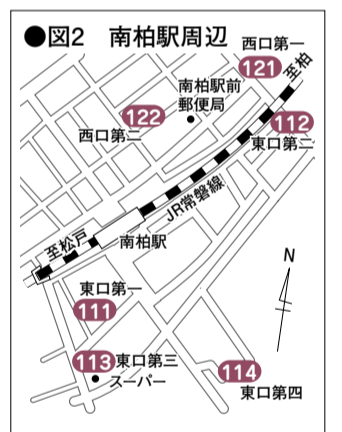 ●図2 南柏駅周辺
西口第一
121
至柏
南柏駅前
郵便局
122
西口第二
112
東口第二
JR常磐線
至松戸
南柏駅
N
東口第一
111
113
東口第三
スーパー
114
東口第四